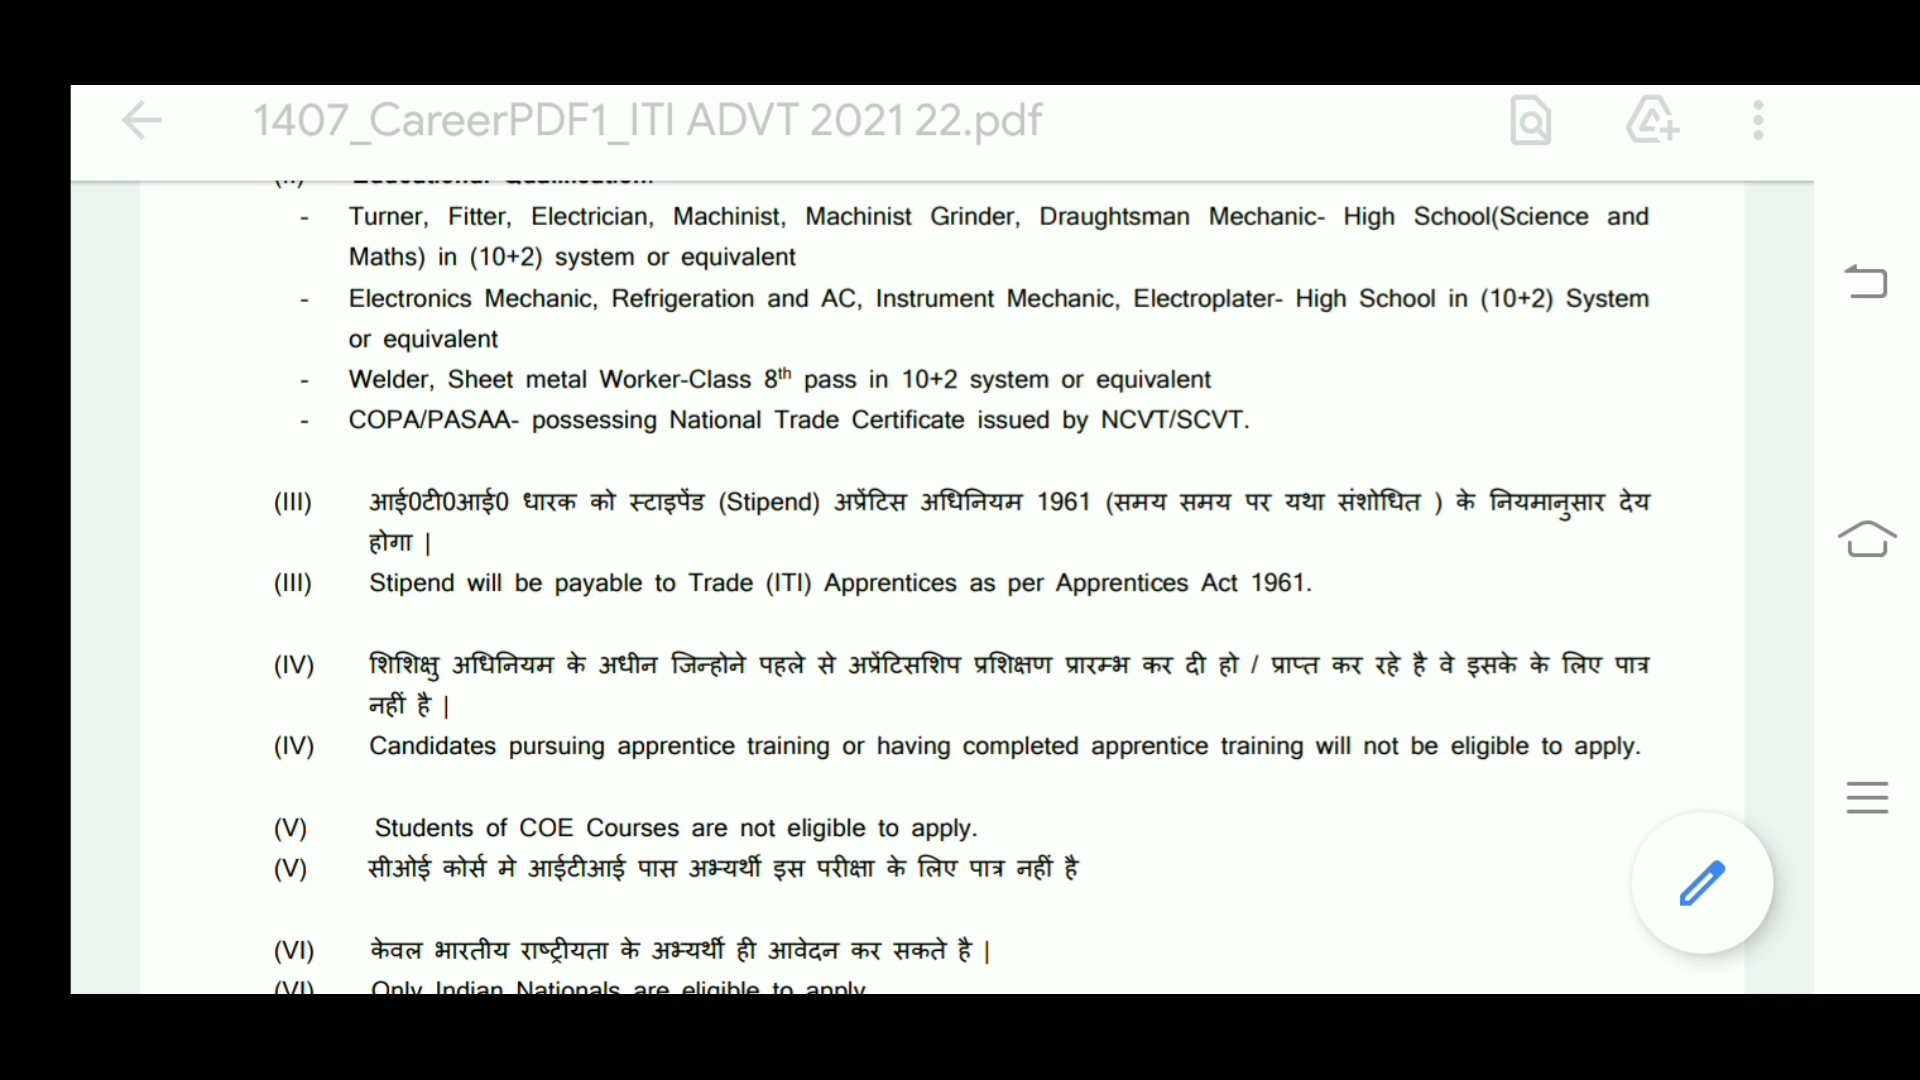 1407_CareerPDF1_ITI ADVT 2021 22.pdf
- Turner, Fitter, Electrician, Machinist, Machinist Grinder, Draughtsman Mechanic- High School(Science and
Maths) in (10+2) system or equivalent
- Electronics Mechanic, Refrigeration and AC, Instrument Mechanic, Electroplater- High School in (10+2) System
or equivalent
- Welder, Sheet metal Worker-Class 8th pass in 10+2 system or equivalent
- COPA/PASAA- possessing National Trade Certificate issued by NCVT/SCVT.
(III) आई0टी0आई0 धारक को स्टाइपेंड (Stipend) अप्रेंटिस अधिनियम 1961 (समय समय पर यथा संशोधित ) के नियमानुसार देय
होगा |
(III) Stipend will be payable to Trade (ITI) Apprentices as per Apprentices Act 1961.
(IV) शिशिक्षु अधिनियम के अधीन जिन्होने पहले से अप्रेंटिसशिप प्रशिक्षण प्रारम्भ कर दी हो / प्राप्त कर रहे है वे इसके के लिए पात्र
नहीं है |
(IV) Candidates pursuing apprentice training or having completed apprentice training will not be eligible to apply.
(V) Students of COE Courses are not eligible to apply.
(V) सीओई कोर्स मे आईटीआई पास अभ्यर्थी इस परीक्षा के लिए पात्र नहीं है
(VI) केवल भारतीय राष्ट्रीयता के अभ्यर्थी ही आवेदन कर सकते है |
(VI) Only Indian Nationals are eligible to apply